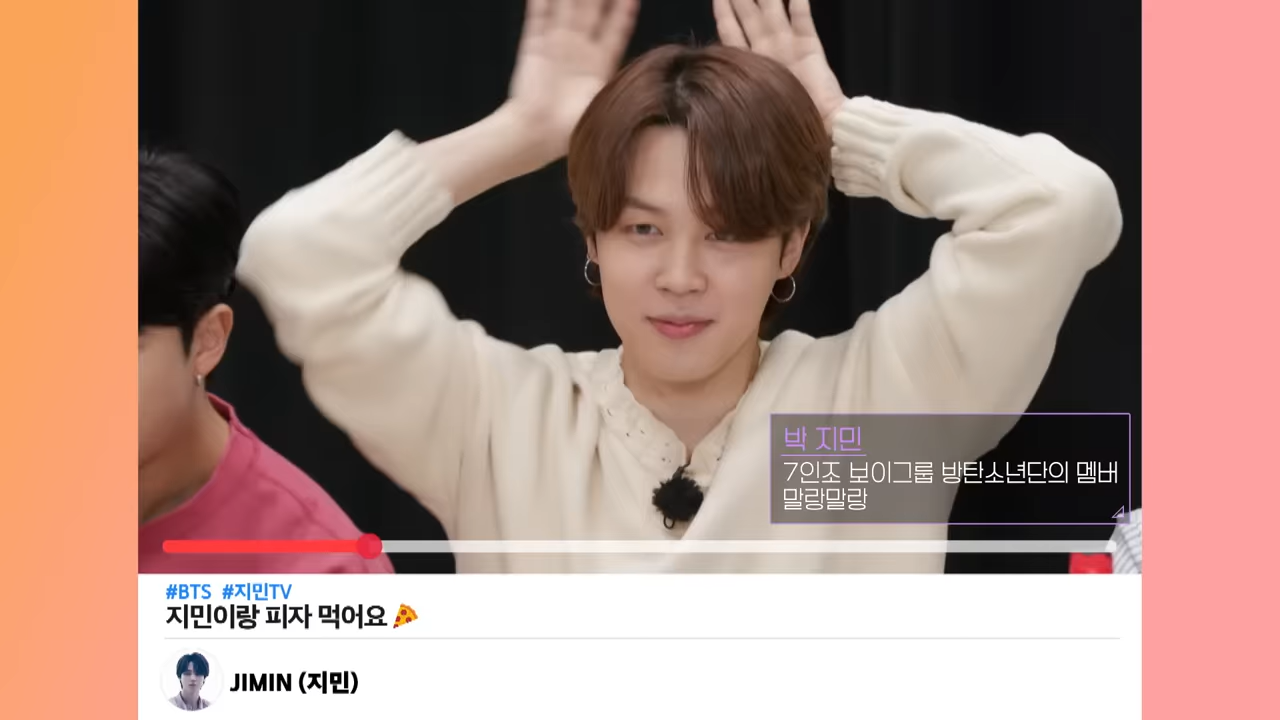 박 지민
7인조 보이그룹 방탄소년단의 멤버
말랑말랑
#BTS #지민TV
지민이랑 피자 먹어요 🍕
JIMIN (지민)